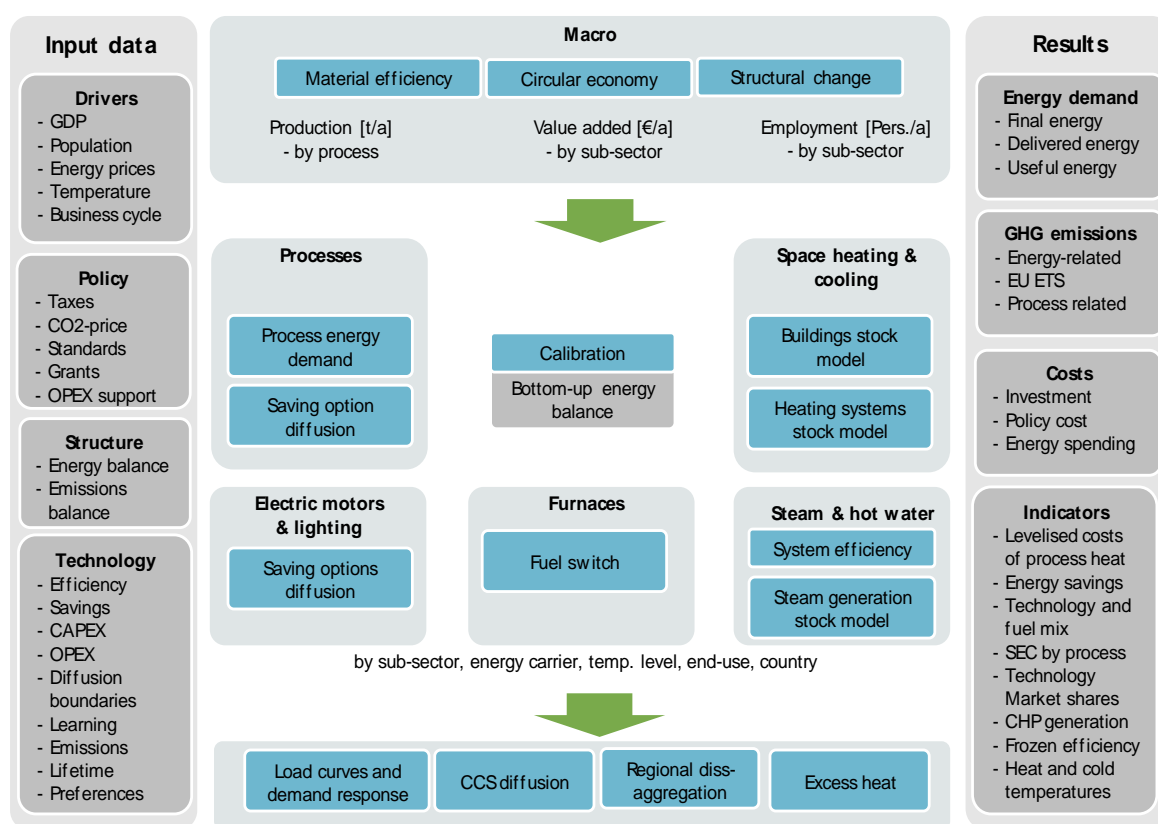 Input data
Drivers
- GDP
- Population
- Energy prices
- Temperature
- Business cycle
Policy
- Taxes
- CO2-price
- Standards
- Grants
- OPEX support
Structure
- Energy balance
- Emissions
balance
Technology
- Efficiency
- Savings
- CAPEX
- OPEX
- Diffusion
boundaries
- Learning
- Emissions
- Lifetime
- Preferences
Macro
Material efficiency
Circular economy
Structural change
Production [t/a]
- by process
Value added [€/a]
- by sub-sector
Employment [Pers./a]
- by sub-sector
Processes
Process energy
demand
Saving option
diffusion
Calibration
Bottom-up energy
balance
Space heating &
cooling
Buildings stock
model
Heating systems
stock model
Electric motors
& lighting
Saving options
diffusion
Furnaces
Fuel switch
Steam & hot water
System efficiency
Steam generation
stock model
by sub-sector, energy carrier, temp. level, end-use, country
Load curves and
demand response
CCS diffusion
Regional diss-
aggregation
Excess heat
Results
Energy demand
- Final energy
- Delivered energy
- Useful energy
GHG emissions
- Energy-related
- EU ETS
- Process related
Costs
- Investment
- Policy cost
- Energy spending
Indicators
- Levelised costs
of process heat
- Energy savings
- Technology and
fuel mix
- SEC by process
- Technology
Market shares
- CHP generation
- Frozen efficiency
- Heat and cold
temperatures